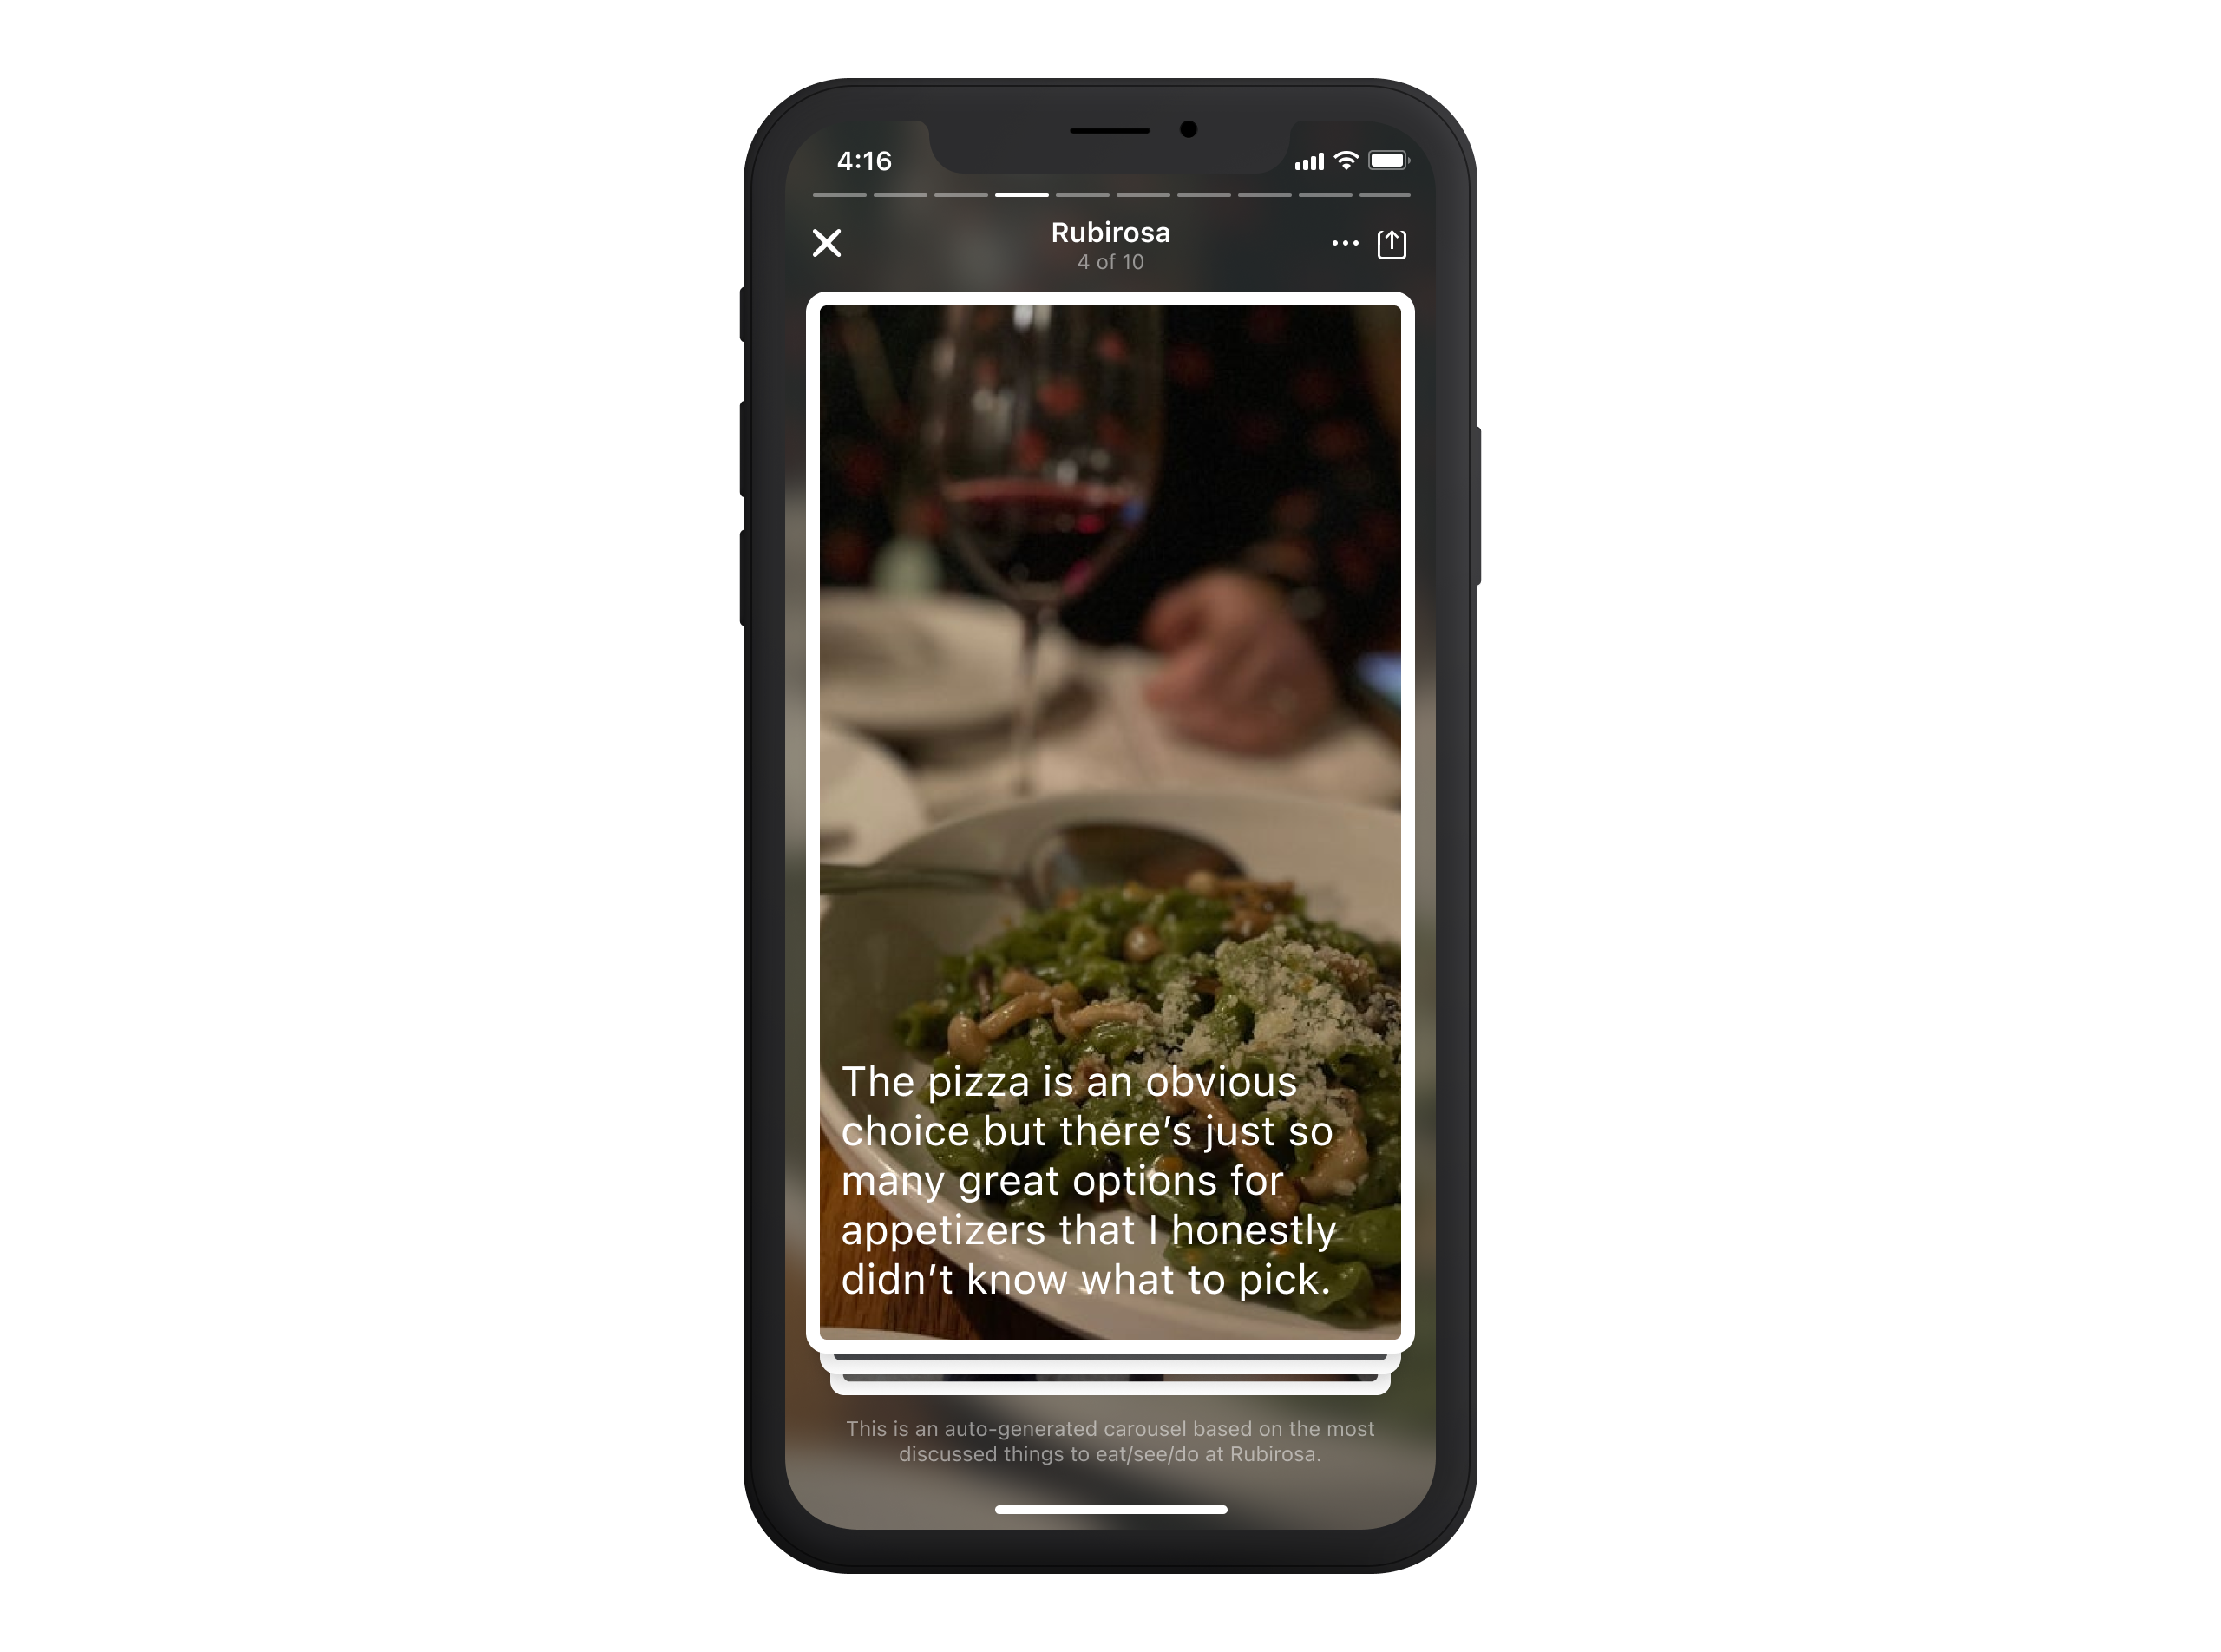 4:16
Rubirosa
4 of 10
The pizza is an obvious
choice but there’s just so
many great options for
appetizers that I honestly
didn’t know what to pick.
This is an auto-generated carousel based on the most
discussed things to eat/see/do at Rubirosa.